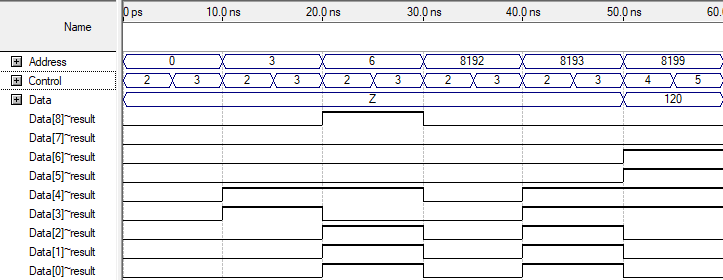 Name 0 ps 10.0 ns 20.0 ns 30.0 ns 40.0 ns 50.0 ns 60.
Address 0 3 6 8192 8193 8199
Control 2 3 2 3 2 3 2 3 2 3 4 5
Data Z 120
Data[8]~result
Data[7]~result
Data[6]~result
Data[5]~result
Data[4]~result
Data[3]~result
Data[2]~result
Data[1]~result
Data[0]~result